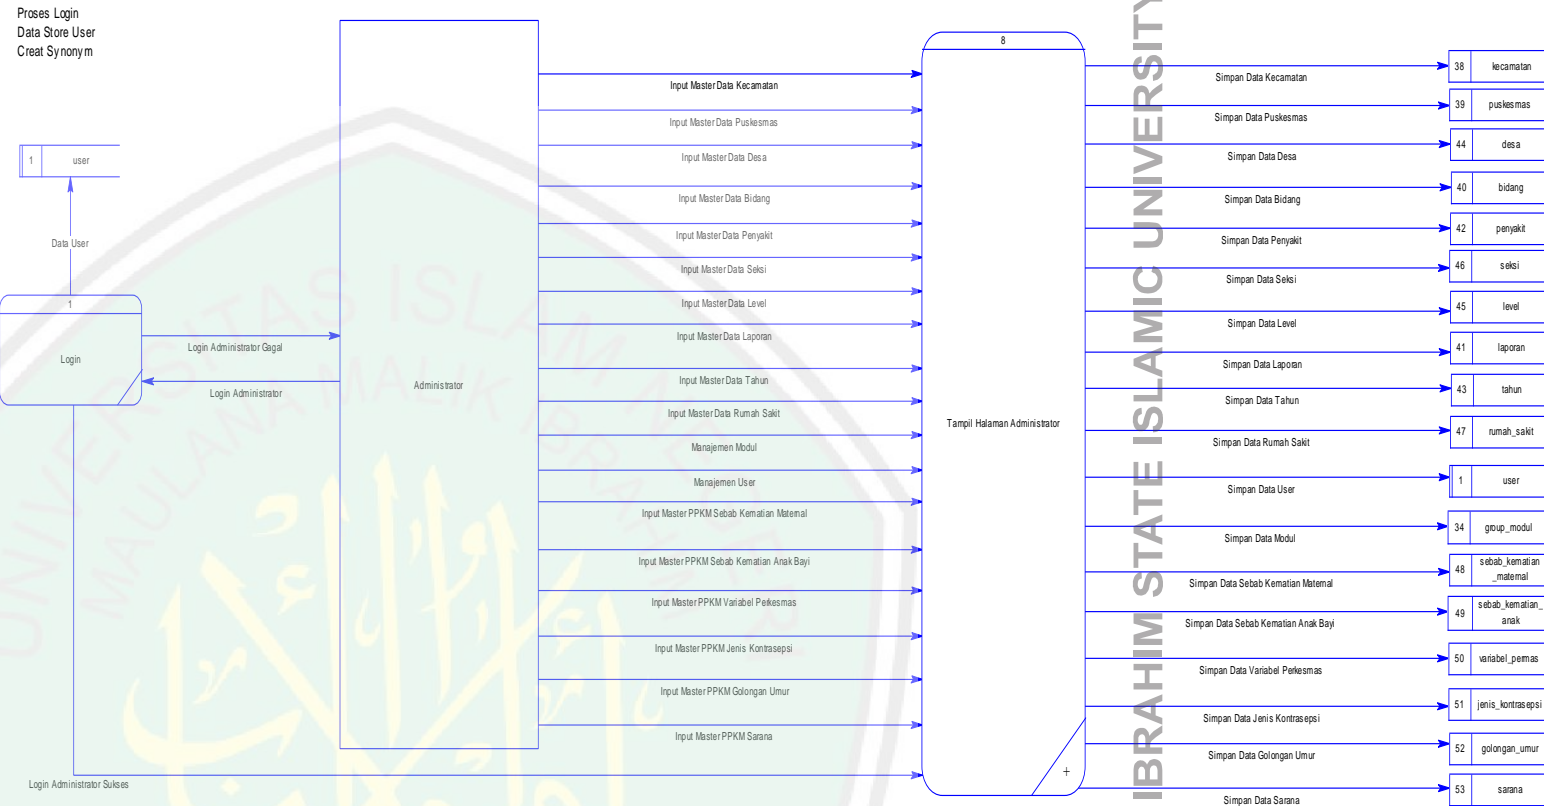 Proses Login
Data Store User
Creat Synonym
1
user
Data User
1
Login
Login Administrator Gagal
Login Administrator
Login Administrator Sukses
Administrator
Input Master Data Kecamatan
Input Master Data Puskesmas
Input Master Data Desa
Input Master Data Bidang
Input Master Data Penyakit
Input Master Data Seksi
Input Master Data Level
Input Master Data Laporan
Input Master Data Tahun
Input Master Data Rumah Sakit
Manajemen Modul
Manajemen User
Input Master PPKM Sebab Kematian Maternal
Input Master PPKM Sebab Kematian Anak Bayi
Input Master PPKM Variabel Perkesmas
Input Master PPKM Jenis Kontrasepsi
Input Master PPKM Golongan Umur
Input Master PPKM Sarana
8
Tampil Halaman Administrator
+
Simpan Data Kecamatan
Simpan Data Puskesmas
Simpan Data Desa
Simpan Data Bidang
Simpan Data Penyakit
Simpan Data Seksi
Simpan Data Level
Simpan Data Laporan
Simpan Data Tahun
Simpan Data Rumah Sakit
Simpan Data User
Simpan Data Modul
Simpan Data Sebab Kematian Maternal
Simpan Data Sebab Kematian Anak Bayi
Simpan Data Variabel Perkesmas
Simpan Data Jenis Kontrasepsi
Simpan Data Golongan Umur
Simpan Data Sarana
38 kecamatan
39 puskesmas
44 desa
40 bidang
42 penyakit
46 seksi
45 level
41 laporan
43 tahun
47 rumah_sakit
1 user
34 group_modul
48 sebab_kematian
_maternal
49 sebab_kematian_
anak
50 variabel_permas
51 jenis_kontrasepsi
52 golongan_umur
53 sarana
IBRAHIM STATE ISLAMIC UNIVERSITY
UNIVERSITAS ISLAM NEGERI
MAULANA MALIK IBRAHIM